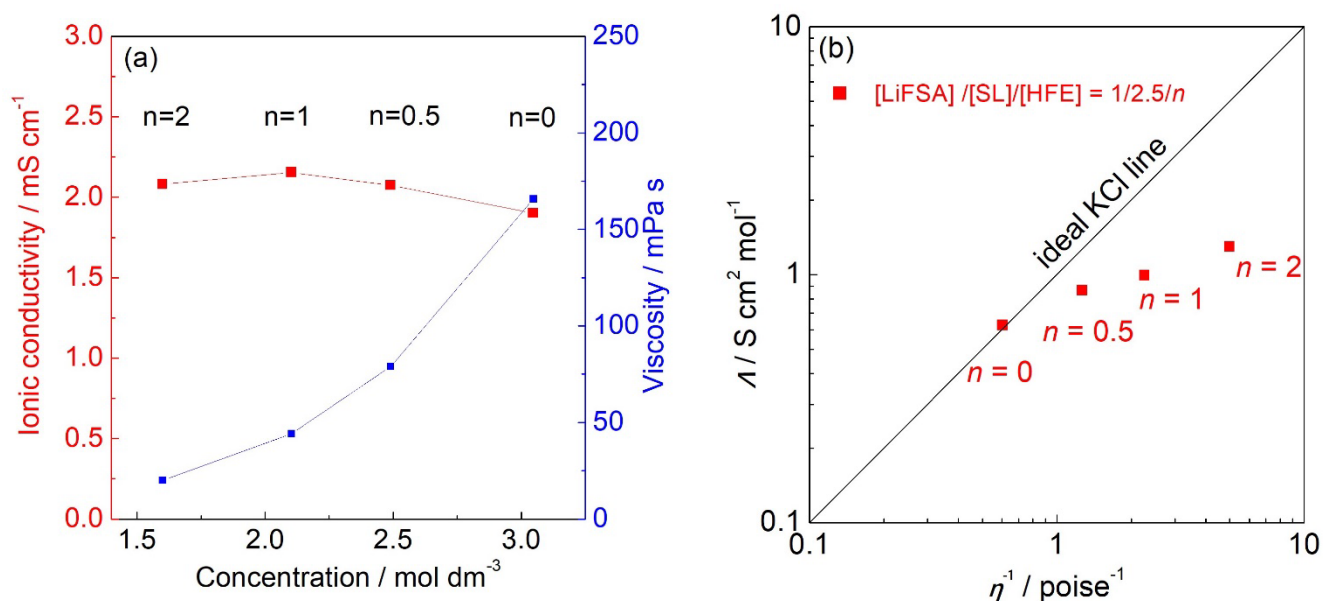 (a)
n=2
n=1
n=0.5
n=0
3.0
2.5
2.0
1.5
1.0
0.5
0.0
Ionic conductivity / mS cm⁻¹
250
200
150
100
50
0
Viscosity / mPa s
1.5
2.0
2.5
3.0
Concentration / mol dm⁻³
(b)
[LiFSA] /[SL]/[HFE] = 1/2.5/n
ideal KCl line
n = 2
n = 1
n = 0.5
n = 0
10
1
0.1
Λ / S cm² mol⁻¹
0.1
1
10
η⁻¹ / poise⁻¹